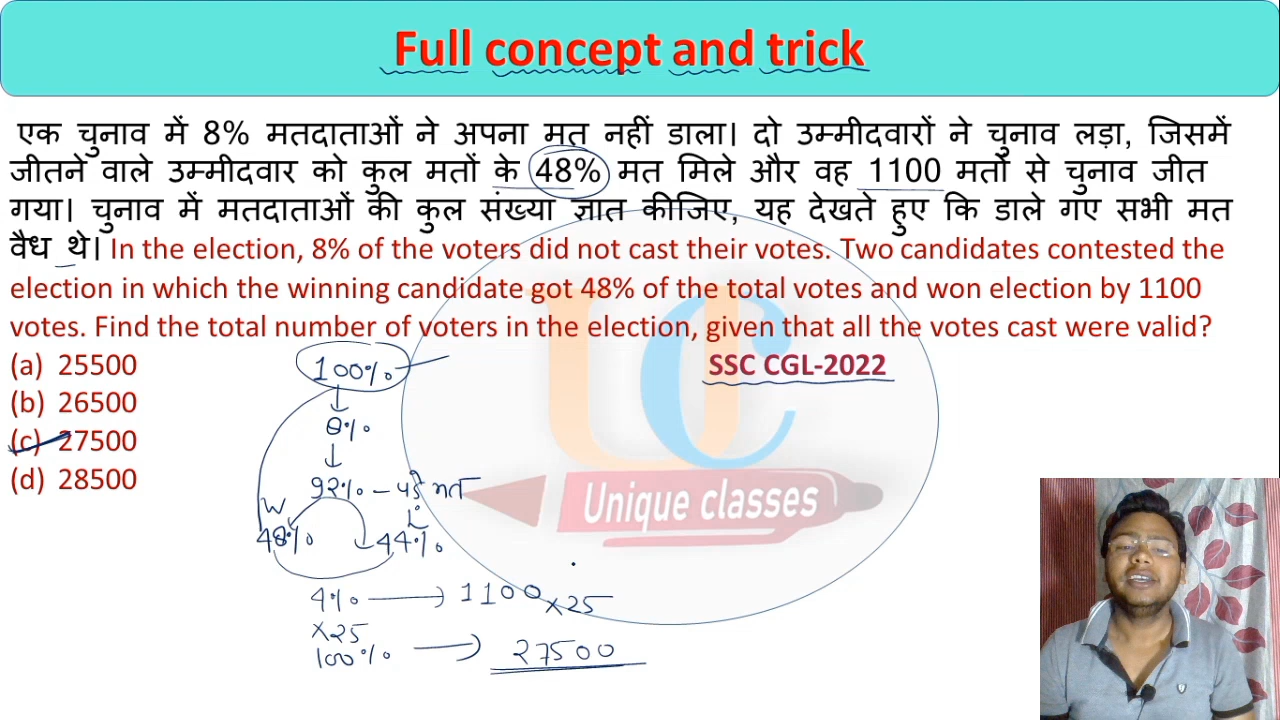 Full concept and trick
एक चुनाव में 8% मतदाताओं ने अपना मत नहीं डाला। दो उम्मीदवारों ने चुनाव लड़ा, जिसमें
जीतने वाले उम्मीदवार को कुल मतों के 48% मत मिले और वह 1100 मतों से चुनाव जीत
गया। चुनाव में मतदाताओं की कुल संख्या ज्ञात कीजिए, यह देखते हुए कि डाले गए सभी मत
वैध थे। In the election, 8% of the voters did not cast their votes. Two candidates contested the
election in which the winning candidate got 48% of the total votes and won election by 1100
votes. Find the total number of voters in the election, given that all the votes cast were valid?
(a) 25500
SSC CGL-2022
(b) 26500
(c) 27500
(d) 28500
100%
8%
92% – पड़े मत
W L
48% 44%
4% → 1100 × 25
×25
100% → 27500
UC
Unique classes